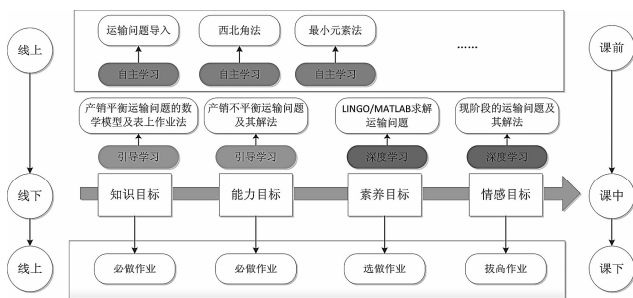 线上
运输问题导入
西北角法
最小元素法
……
课前
自主学习
自主学习
自主学习
产销平衡运输问题的数
学模型及表上作业法
产销不平衡运输问题
及其解法
LINGO/MATLAB求解
运输问题
现阶段的运输问题及
其解法
引导学习
引导学习
深度学习
深度学习
线下
知识目标
能力目标
素养目标
情感目标
课中
线上
必做作业
必做作业
选做作业
拔高作业
课下